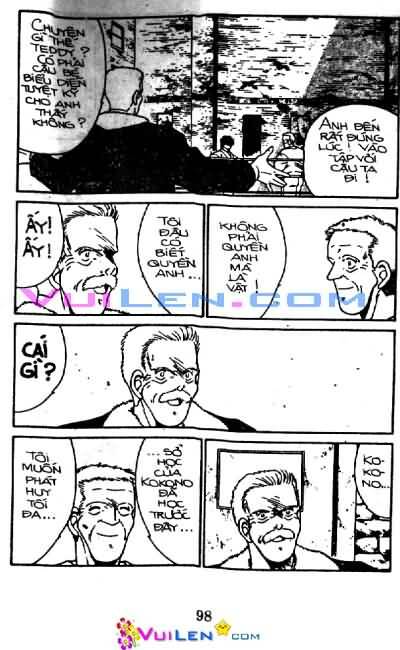 CHUYỆN
GÌ THẾ
TEDDY?
CÓ PHẢI
CẬU BÉ
BIỂU DIỄN
TUYỆT KỸ
CHO ANH
THẤY
KHÔNG?
ANH ĐẾN
RẤT ĐÚNG
LÚC! VÀO
TẬP VỚI
CẬU TA
ĐI!
ẤY!
ẤY!
TÔI
ĐÂU
CÓ
BIẾT
QUYỀN
ANH...
KHÔNG
PHẢI
QUYỀN
ANH
MÀ
LÀ
VẬT!
VUILEN.COM
CÁI
GÌ?
TÔI
MUỐN
PHÁT
HUY
TỐI
ĐA...
...SỞ
HỌC
CỦA
KOKONO
ĐÃ
HỌC
TRƯỚC
ĐÂY...
KO-
KO-
NO...
98
VUILEN.COM